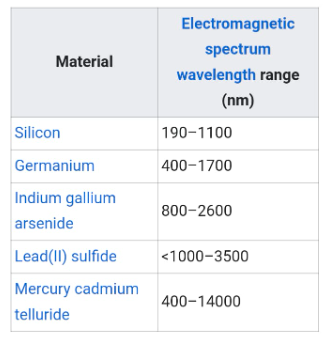 Material
Electromagnetic
spectrum
wavelength range
(nm)
Silicon
190–1100
Germanium
400–1700
Indium gallium
arsenide
800–2600
Lead(II) sulfide
<1000–3500
Mercury cadmium
telluride
400–14000